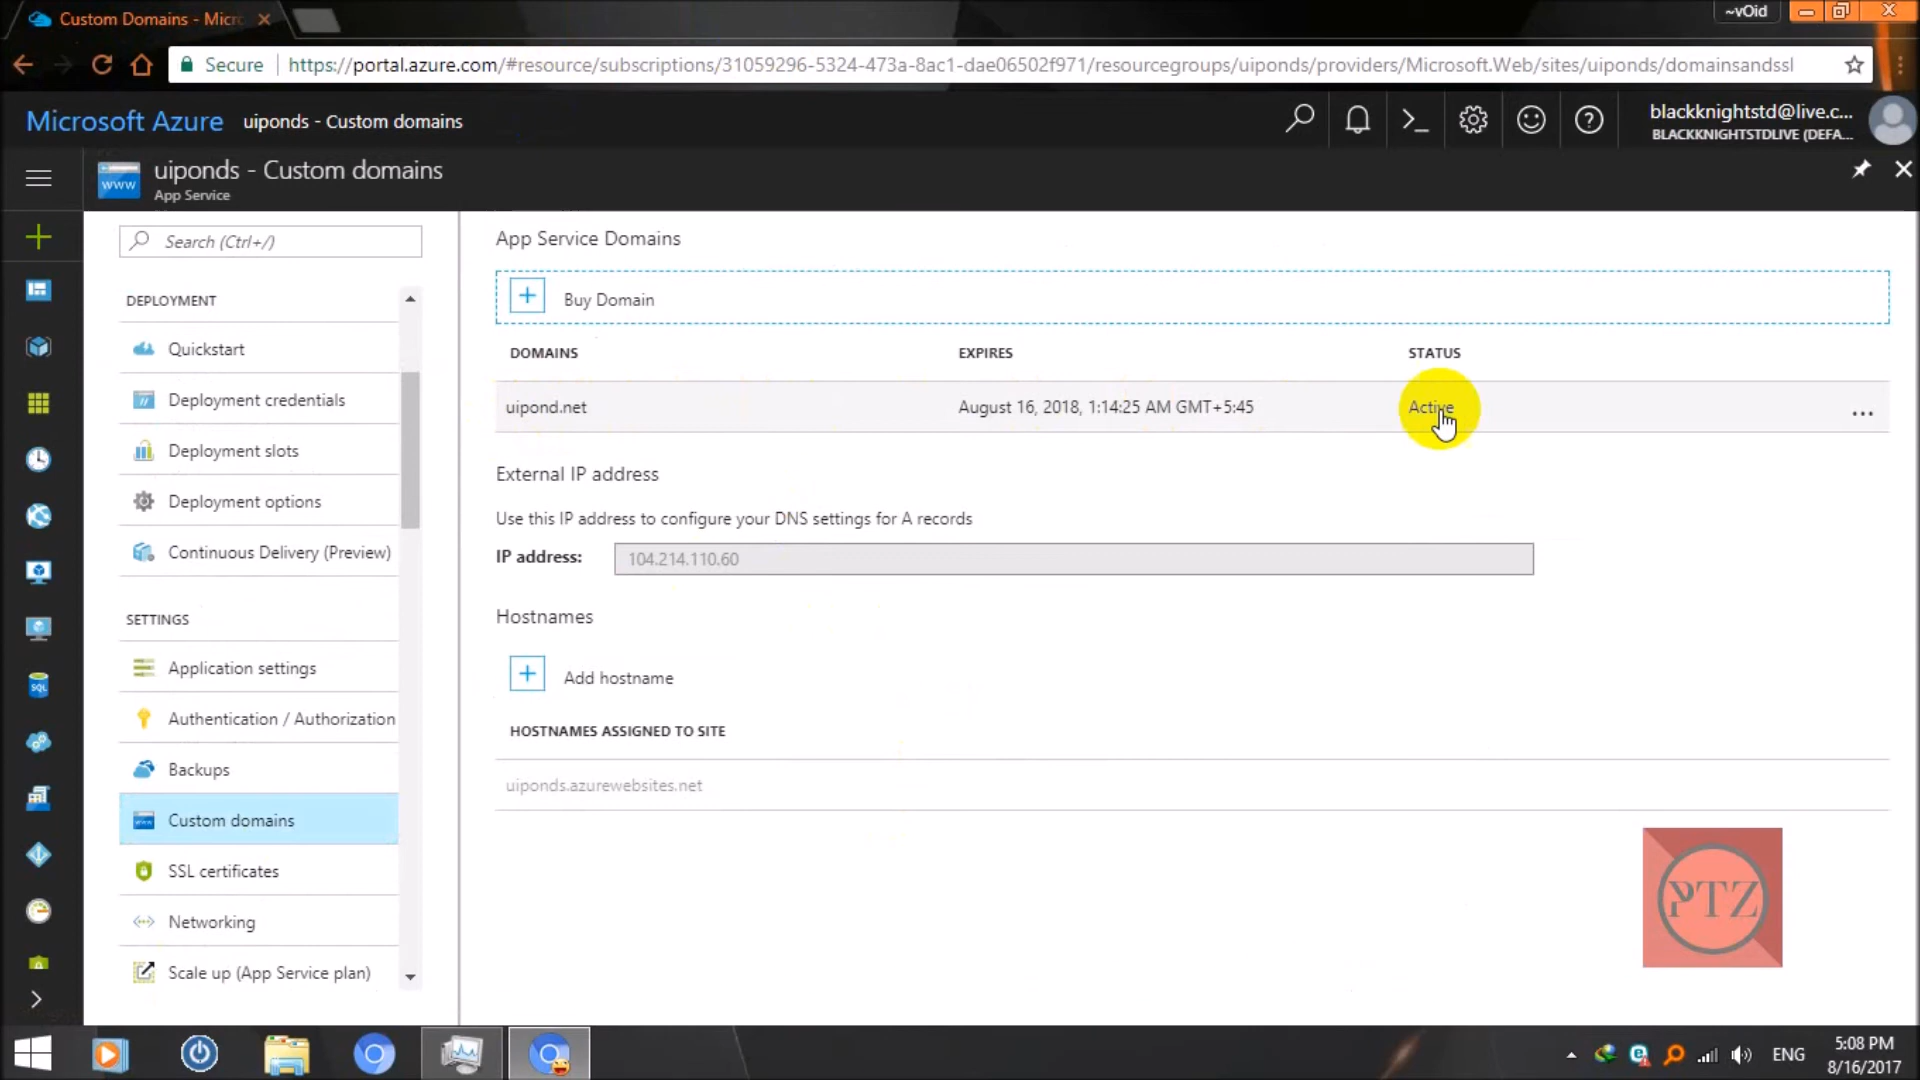 Custom Domains - Micr
~vOid
Secure
https://portal.azure.com/#resource/subscriptions/31059296-5324-473a-8ac1-dae06502f971/resourcegroups/uiponds/providers/Microsoft.Web/sites/uiponds/domainsandssl
Microsoft Azure
uiponds - Custom domains
blackknightstd@live.c...
BLACKKNIGHTSTDLIVE (DEFA...
uiponds - Custom domains
App Service
www
Search (Ctrl+/)
DEPLOYMENT
Quickstart
Deployment credentials
Deployment slots
Deployment options
Continuous Delivery (Preview)
SETTINGS
Application settings
Authentication / Authorization
Backups
Custom domains
SSL certificates
Networking
Scale up (App Service plan)
SQL
App Service Domains
Buy Domain
DOMAINS EXPIRES STATUS
uipond.net August 16, 2018, 1:14:25 AM GMT+5:45 Active
...
External IP address
Use this IP address to configure your DNS settings for A records
IP address: 104.214.110.60
Hostnames
Add hostname
HOSTNAMES ASSIGNED TO SITE
uiponds.azurewebsites.net
PTZ
ENG
5:08 PM
8/16/2017